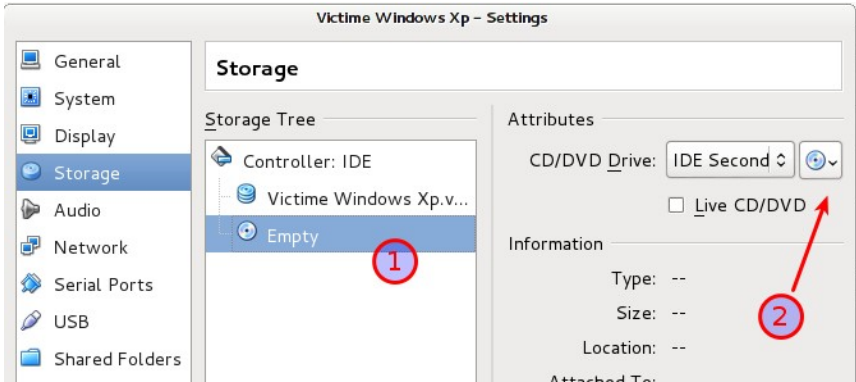 Victime Windows Xp – Settings
General
System
Display
Storage
Audio
Network
Serial Ports
USB
Shared Folders
Storage
Storage Tree
Controller: IDE
Victime Windows Xp.v...
Empty
1
Attributes
CD/DVD Drive: IDE Second
Live CD/DVD
Information
Type: --
Size: --
2
Location: --
Attached To: